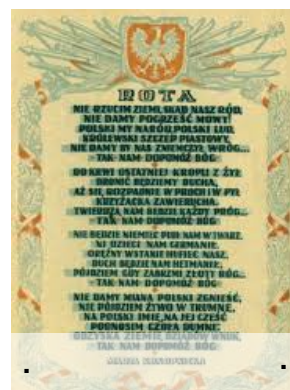 ROTA
NIE RZUCIM ZIEMI, SKĄD NASZ RÓD,
NIE DAMY POGRZEŚĆ MOWY!
POLSKI MY NARÓD, POLSKI LUD,
KRÓLEWSKI SZCZEP PIASTOWY,
NIE DAMY BY NAS ZNIEMCZYŁ WRÓG...
TAK NAM DOPOMÓŻ BÓG
DO KRWI OSTATNIEJ KROPLI Z ŻYŁ
BRONIĆ BĘDZIEMY DUCHA,
AŻ SIĘ ROZPADNIE W PROCH I W PYŁ
KRZYŻACKA ZAWIERUCHA.
TWIERDZĄ NAM BĘDZIE KAŻDY PRÓG...
TAK NAM DOPOMÓŻ BÓG
NIE BĘDZIE NIEMIEC PLUŁ NAM W TWARZ,
NI DZIECI NAM GERMANIŁ,
ORĘŻNY WSTANIE HUFIEC NASZ,
DUCH BĘDZIE NAM HETMANIŁ,
PÓJDZIEM GDY ZABRZMI ZŁOTY RÓG...
TAK NAM DOPOMÓŻ BÓG
NIE DAMY MIANA POLSKI ZGNIEŚĆ,
NIE PÓJDZIEM ŻYWO W TRUMNĘ,
NA POLSKI IMIĘ, NA JEJ CZEŚĆ
PODNOSIM CZOŁA DUMNE,
ODZYSKA ZIEMIĘ DZIADÓW WNUK,
TAK NAM DOPOMÓŻ BÓG
MARIA KONOPNICKA